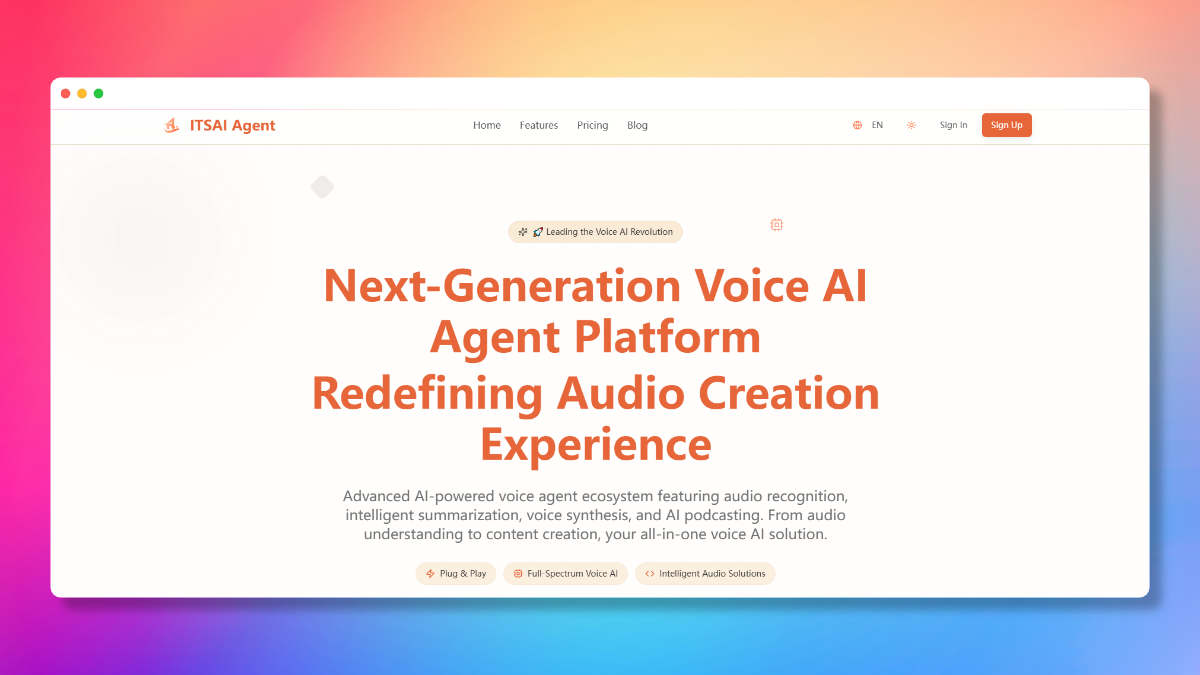 ITSAI Agent
Home Features Pricing Blog
EN Sign In Sign Up
🚀 Leading the Voice AI Revolution
Next-Generation Voice AI
Agent Platform
Redefining Audio Creation
Experience
Advanced AI-powered voice agent ecosystem featuring audio recognition,
intelligent summarization, voice synthesis, and AI podcasting. From audio
understanding to content creation, your all-in-one voice AI solution.
Plug & Play Full-Spectrum Voice AI Intelligent Audio Solutions